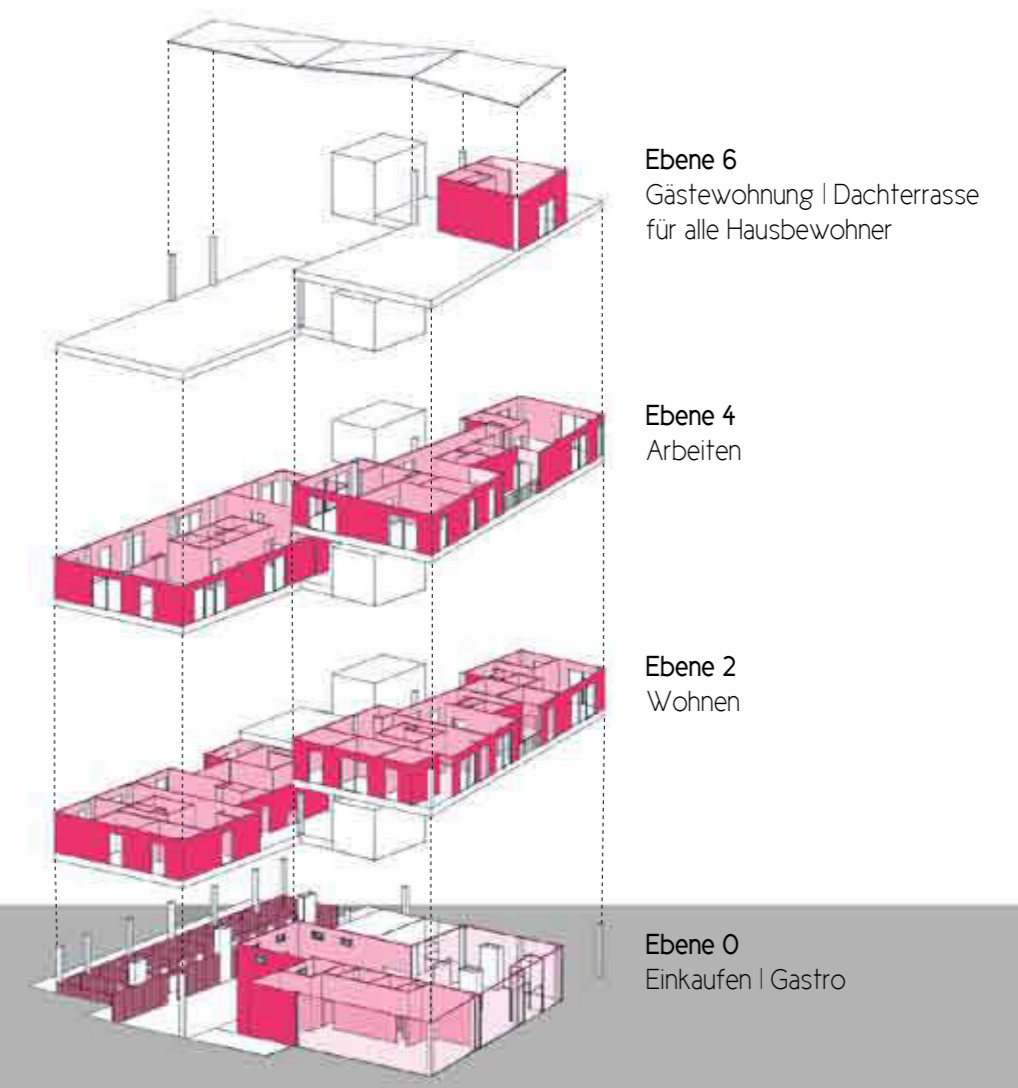 Ebene 6
Gästewohnung | Dachterrasse
für alle Hausbewohner
Ebene 4
Arbeiten
Ebene 2
Wohnen
Ebene 0
Einkaufen | Gastro